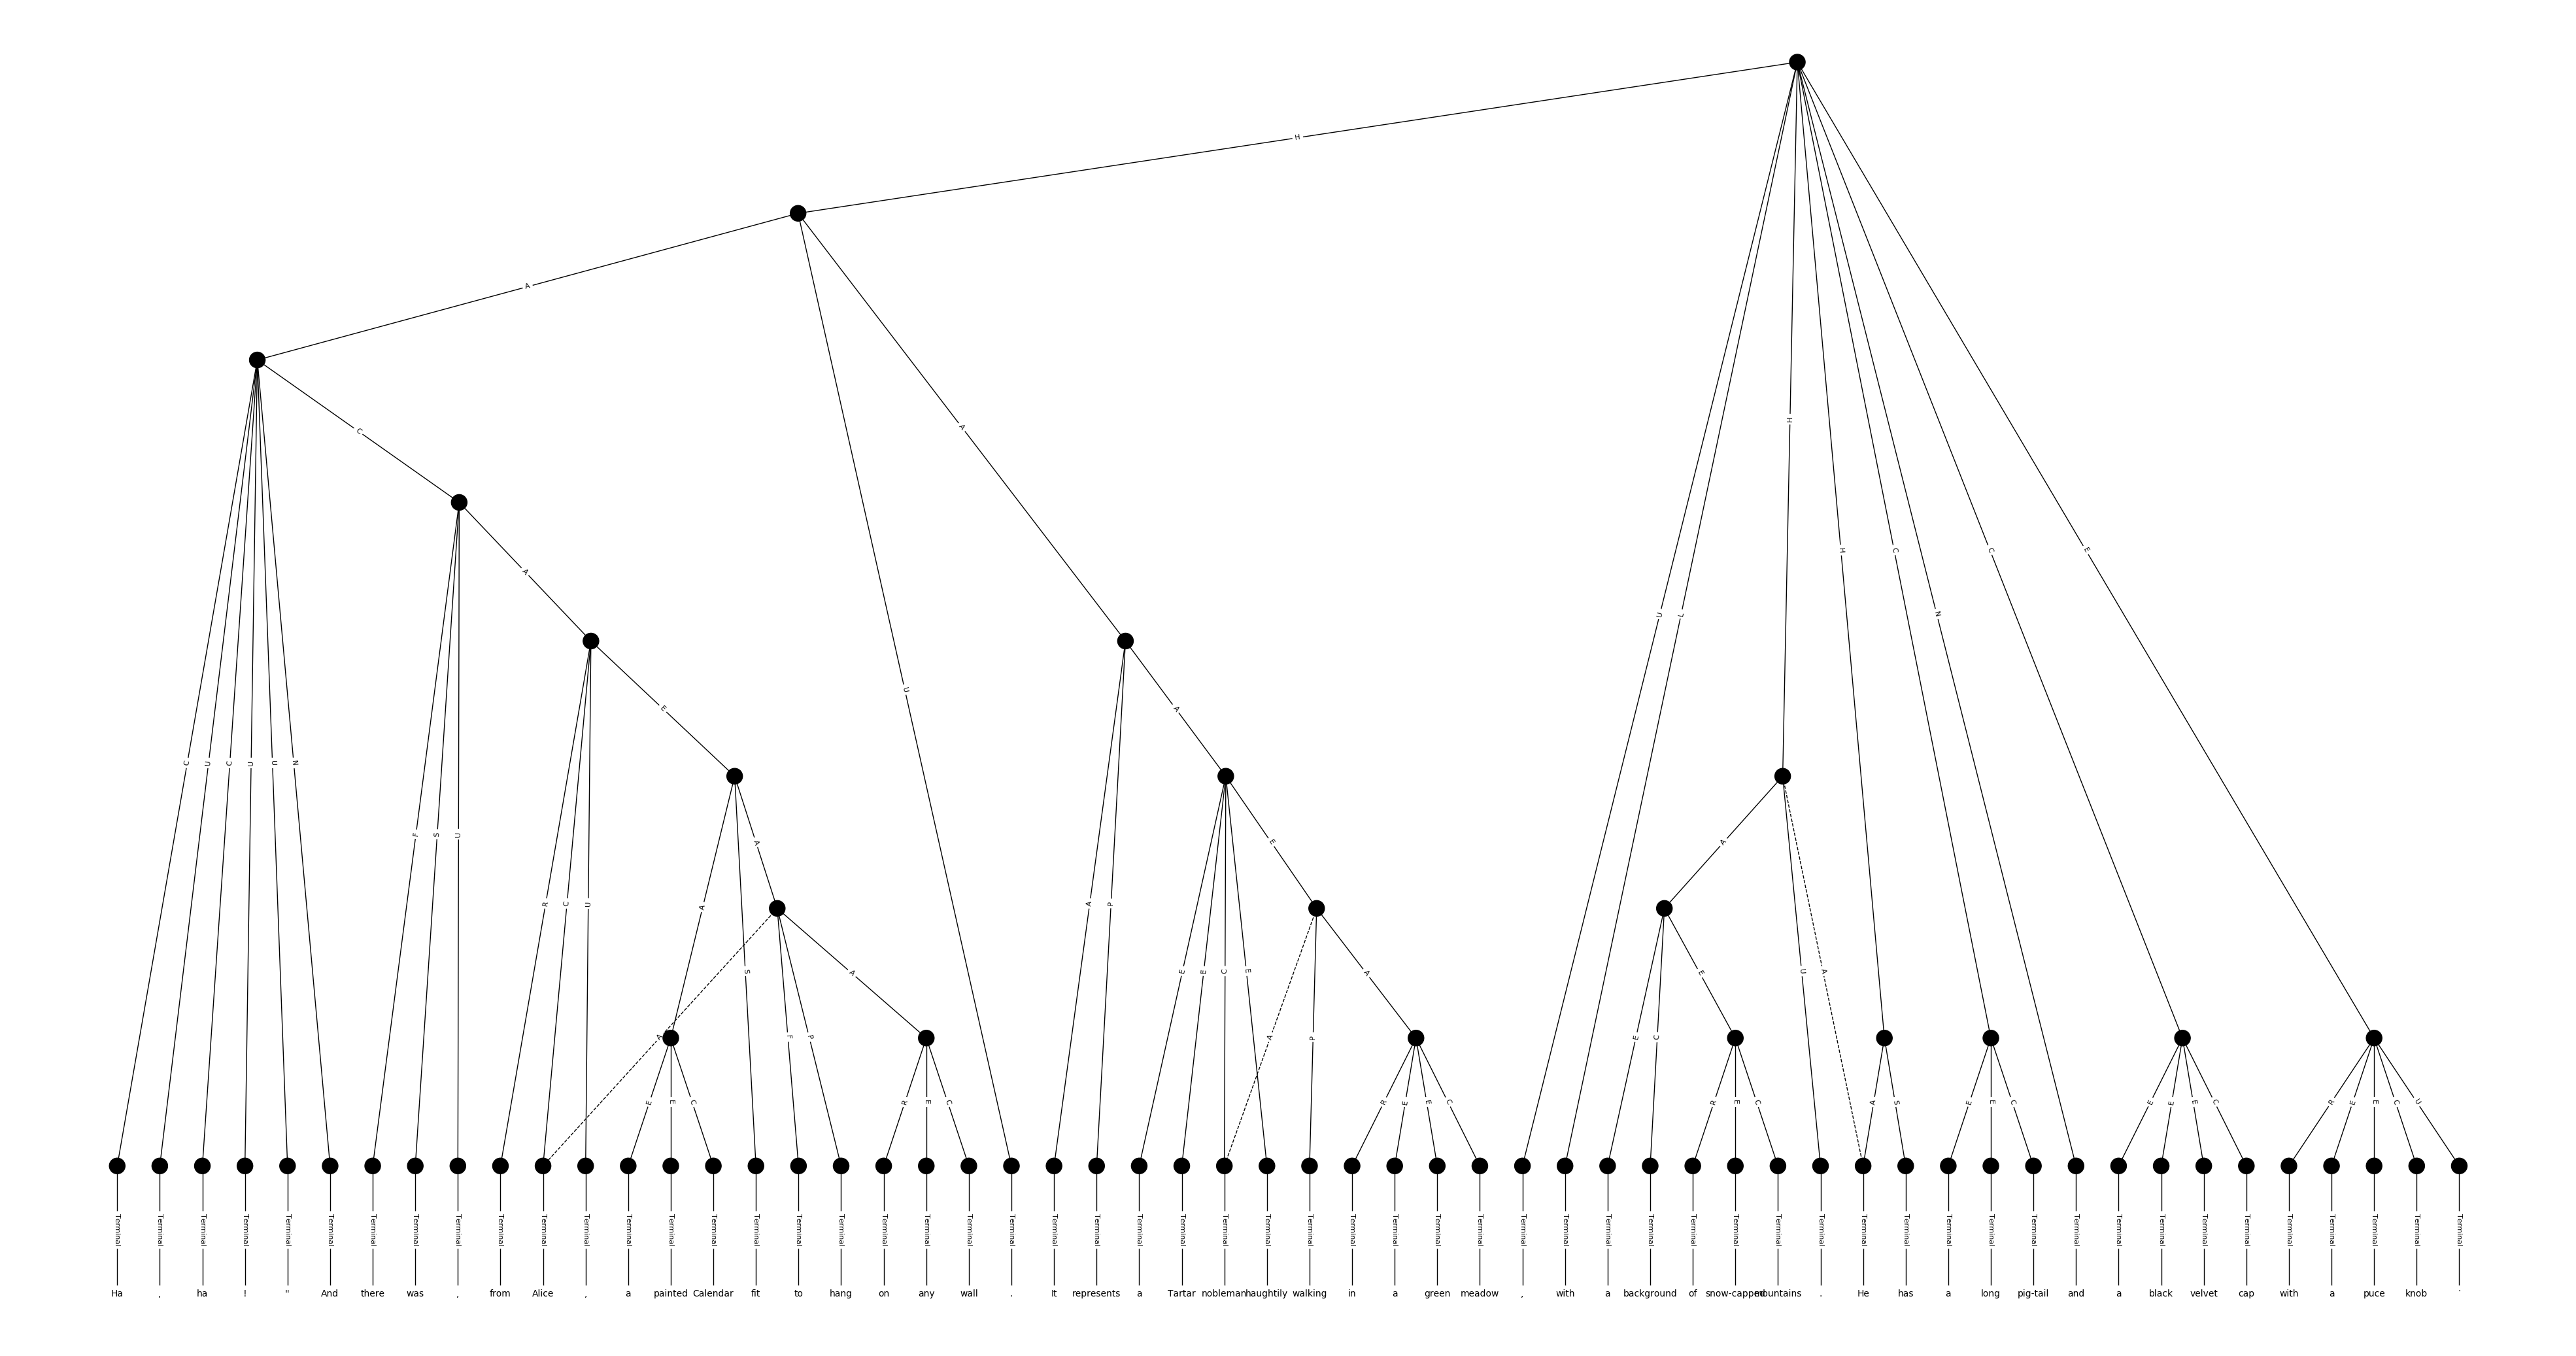 H
A
C
A
A
E
H
U
A
A
E
A
U
L
H
C
N
C
E
C U C U U N
F S U
R C U
A S
A F P A
A P
E E C E
A P A
E C E
U A
E E C
R E C
R E E C
R E C
A S
E E C
E E E C
R E E C U
Terminal Terminal Terminal Terminal Terminal Terminal Terminal Terminal Terminal Terminal Terminal Terminal Terminal Terminal Terminal Terminal Terminal Terminal Terminal Terminal Terminal Terminal Terminal Terminal Terminal Terminal Terminal Terminal Terminal Terminal Terminal Terminal Terminal Terminal Terminal Terminal Terminal Terminal Terminal Terminal Terminal Terminal Terminal Terminal Terminal Terminal Terminal Terminal Terminal Terminal Terminal Terminal Terminal Terminal Terminal Terminal
Ha , ha ! " And there was , from Alice , a painted Calendar fit to hang on any wall . It represents a Tartar nobleman haughtily walking in a green meadow , with a background of snow-capped mountains . He has a long pig-tail and a black velvet cap with a puce knob .